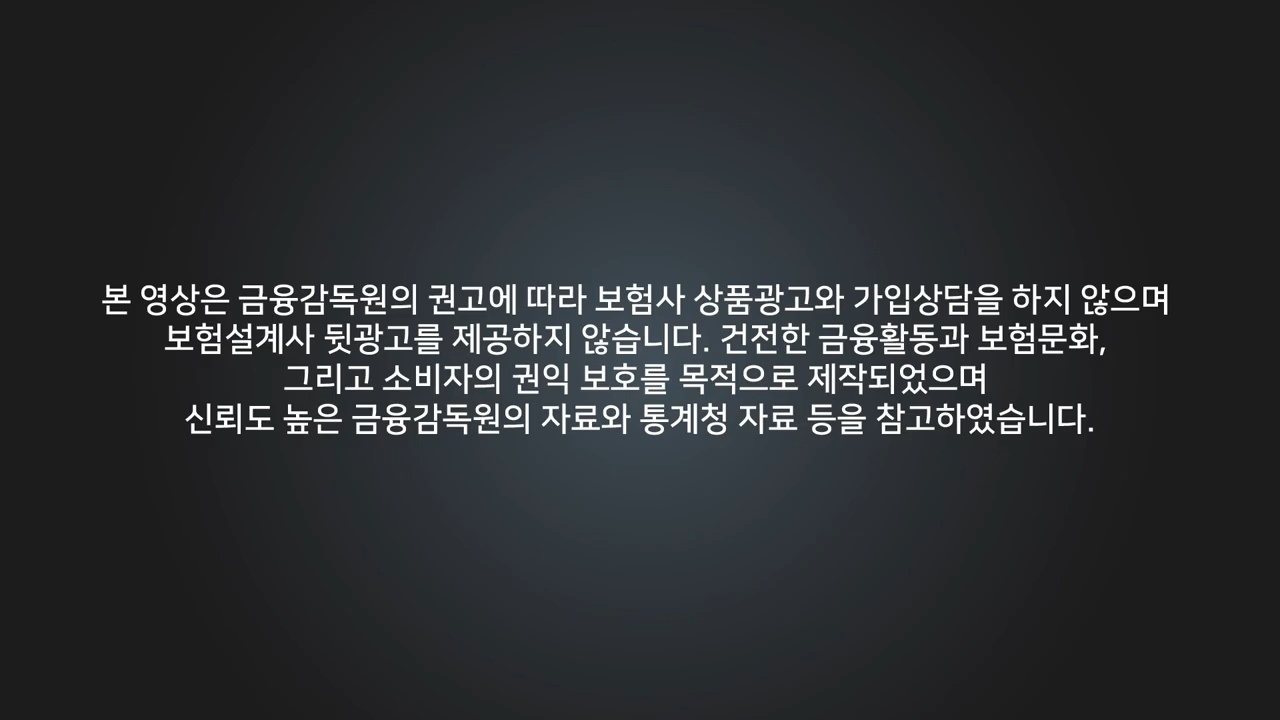 본 영상은 금융감독원의 권고에 따라 보험사 상품광고와 가입상담을 하지 않으며
보험설계사 뒷광고를 제공하지 않습니다. 건전한 금융활동과 보험문화,
그리고 소비자의 권익 보호를 목적으로 제작되었으며
신뢰도 높은 금융감독원의 자료와 통계청 자료 등을 참고하였습니다.